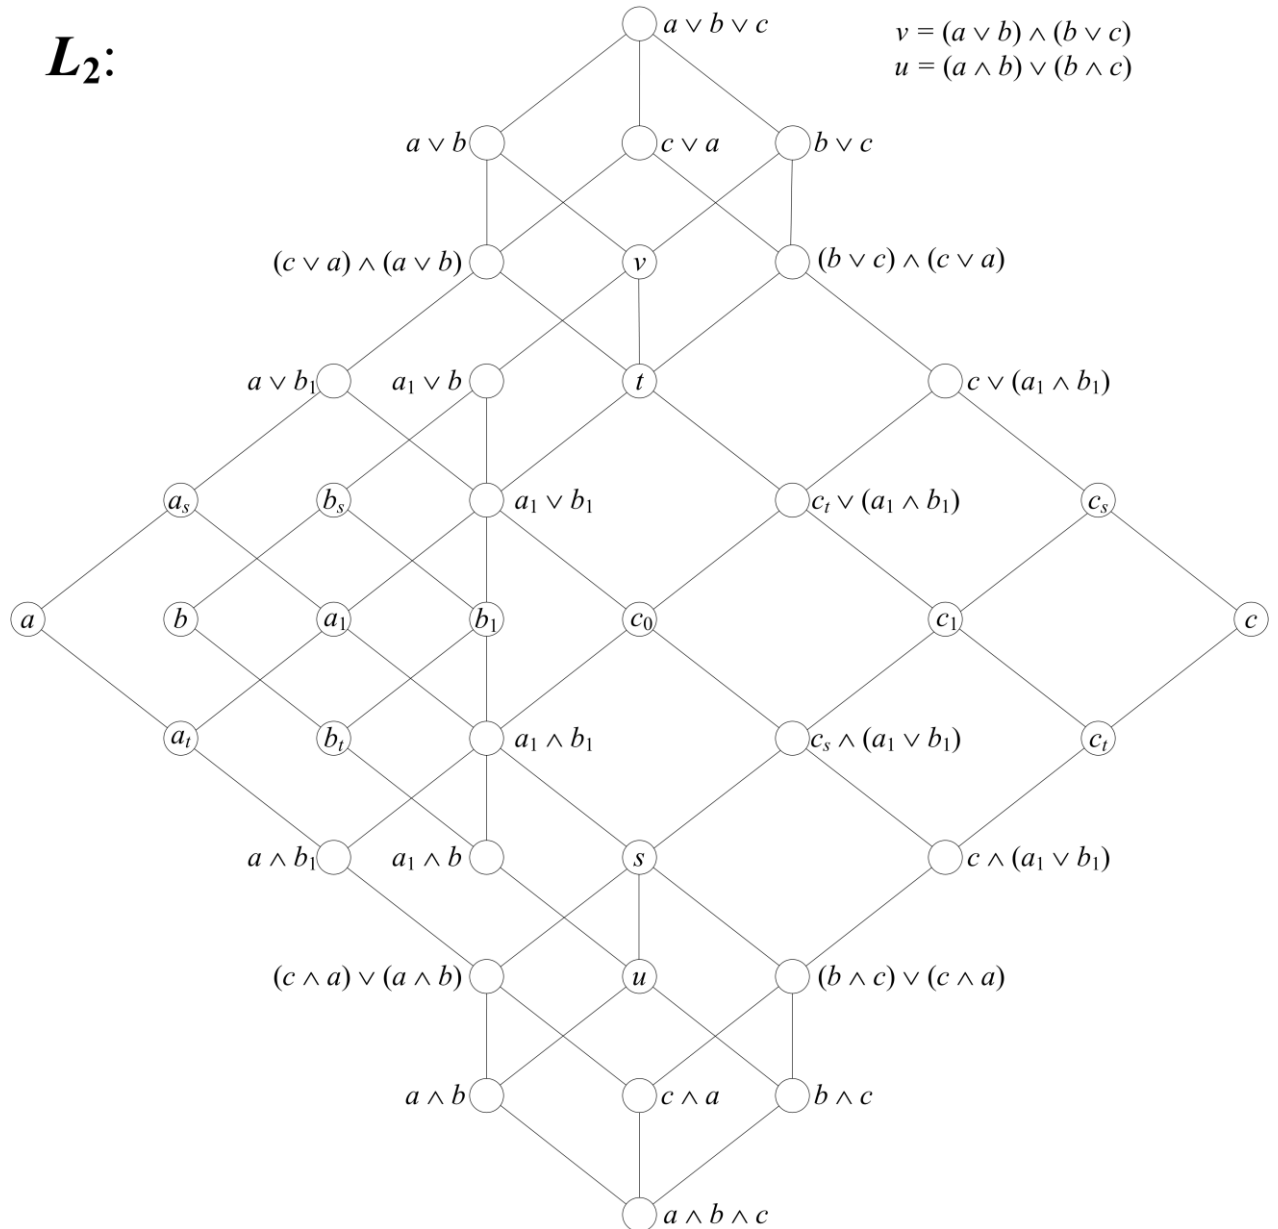 L₂:
a ∨ b ∨ c
v = (a ∨ b) ∧ (b ∨ c)
u = (a ∧ b) ∨ (b ∧ c)
a ∨ b
c ∨ a
b ∨ c
(c ∨ a) ∧ (a ∨ b)
v
(b ∨ c) ∧ (c ∨ a)
a ∨ b₁
a₁ ∨ b
t
c ∨ (a₁ ∧ b₁)
aₛ
bₛ
a₁ ∨ b₁
cₜ ∨ (a₁ ∧ b₁)
cₛ
a
b
a₁
b₁
c₀
c₁
c
aₜ
bₜ
a₁ ∧ b₁
cₛ ∧ (a₁ ∨ b₁)
cₜ
a ∧ b₁
a₁ ∧ b
s
c ∧ (a₁ ∨ b₁)
(c ∧ a) ∨ (a ∧ b)
u
(b ∧ c) ∨ (c ∧ a)
a ∧ b
c ∧ a
b ∧ c
a ∧ b ∧ c